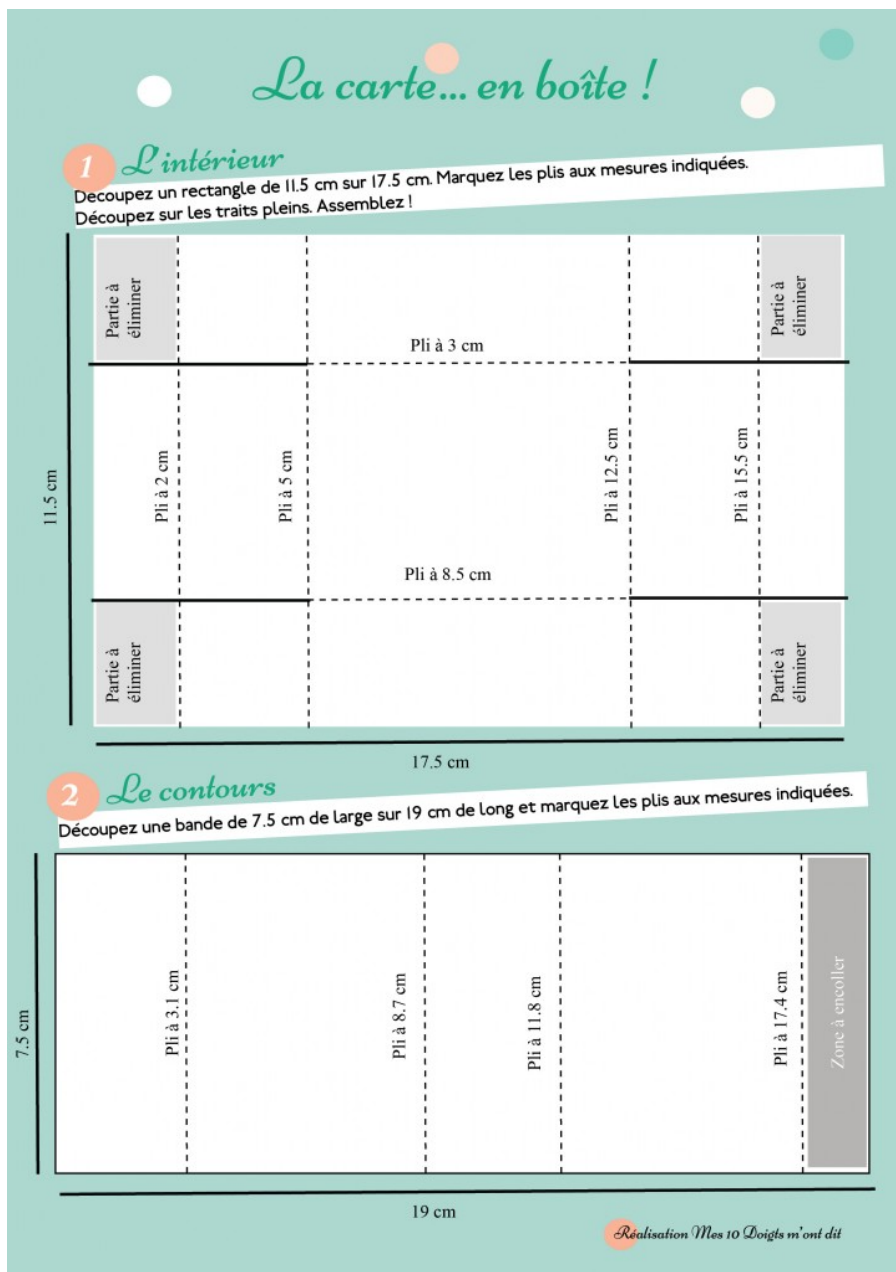 La carte... en boîte !
1 L'intérieur
Découpez un rectangle de 11.5 cm sur 17.5 cm. Marquez les plis aux mesures indiquées.
Découpez sur les traits pleins. Assemblez !
Partie à
éliminer
Partie à
éliminer
Pli à 3 cm
11.5 cm
Pli à 2 cm
Pli à 5 cm
Pli à 12.5 cm
Pli à 15.5 cm
Pli à 8.5 cm
Partie à
éliminer
Partie à
éliminer
17.5 cm
2 Le contours
Découpez une bande de 7.5 cm de large sur 19 cm de long et marquez les plis aux mesures indiquées.
7.5 cm
Pli à 3.1 cm
Pli à 8.7 cm
Pli à 11.8 cm
Pli à 17.4 cm
Zone à encoller
19 cm
Réalisation Mes 10 Doigts m'ont dit